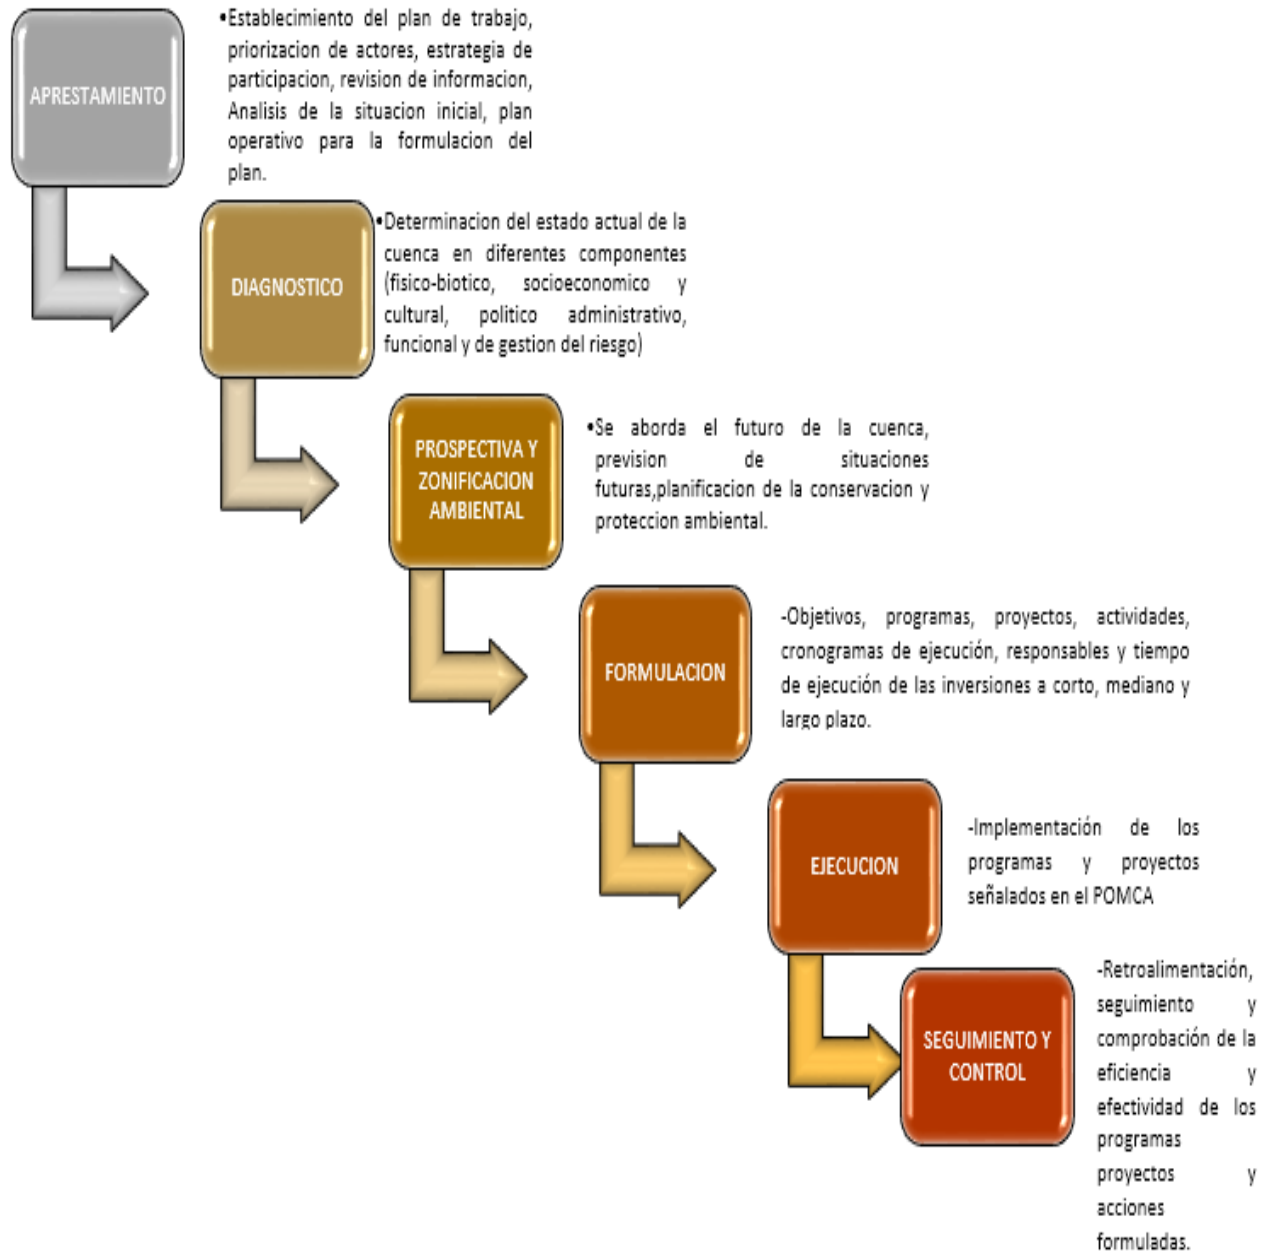 APRESTAMIENTO
•Establecimiento del plan de trabajo,
priorizacion de actores, estrategia de
participacion, revision de informacion,
Analisis de la situacion inicial, plan
operativo para la formulacion del
plan.
DIAGNOSTICO
•Determinacion del estado actual de la
cuenca en diferentes componentes
(fisico-biotico, socioeconomico y
cultural, politico administrativo,
funcional y de gestion del riesgo)
PROSPECTIVA Y
ZONIFICACION
AMBIENTAL
•Se aborda el futuro de la cuenca,
prevision de situaciones
futuras,planificacion de la conservacion y
proteccion ambiental.
FORMULACION
-Objetivos, programas, proyectos, actividades,
cronogramas de ejecución, responsables y tiempo
de ejecución de las inversiones a corto, mediano y
largo plazo.
EJECUCION
-Implementación de los
programas y proyectos
señalados en el POMCA
SEGUIMIENTO Y
CONTROL
-Retroalimentación,
seguimiento y
comprobación de la
eficiencia y
efectividad de los
programas
proyectos y
acciones
formuladas.